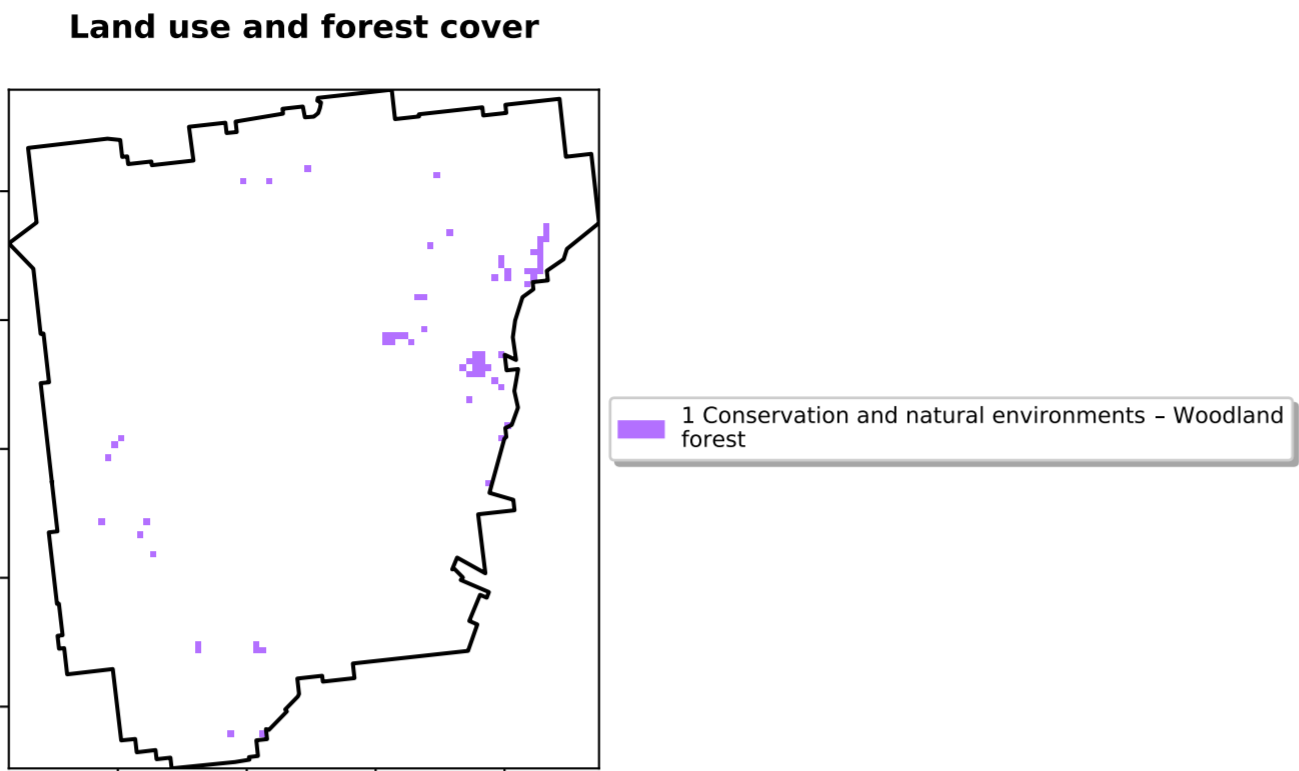 Land use and forest cover
1 Conservation and natural environments – Woodland
forest